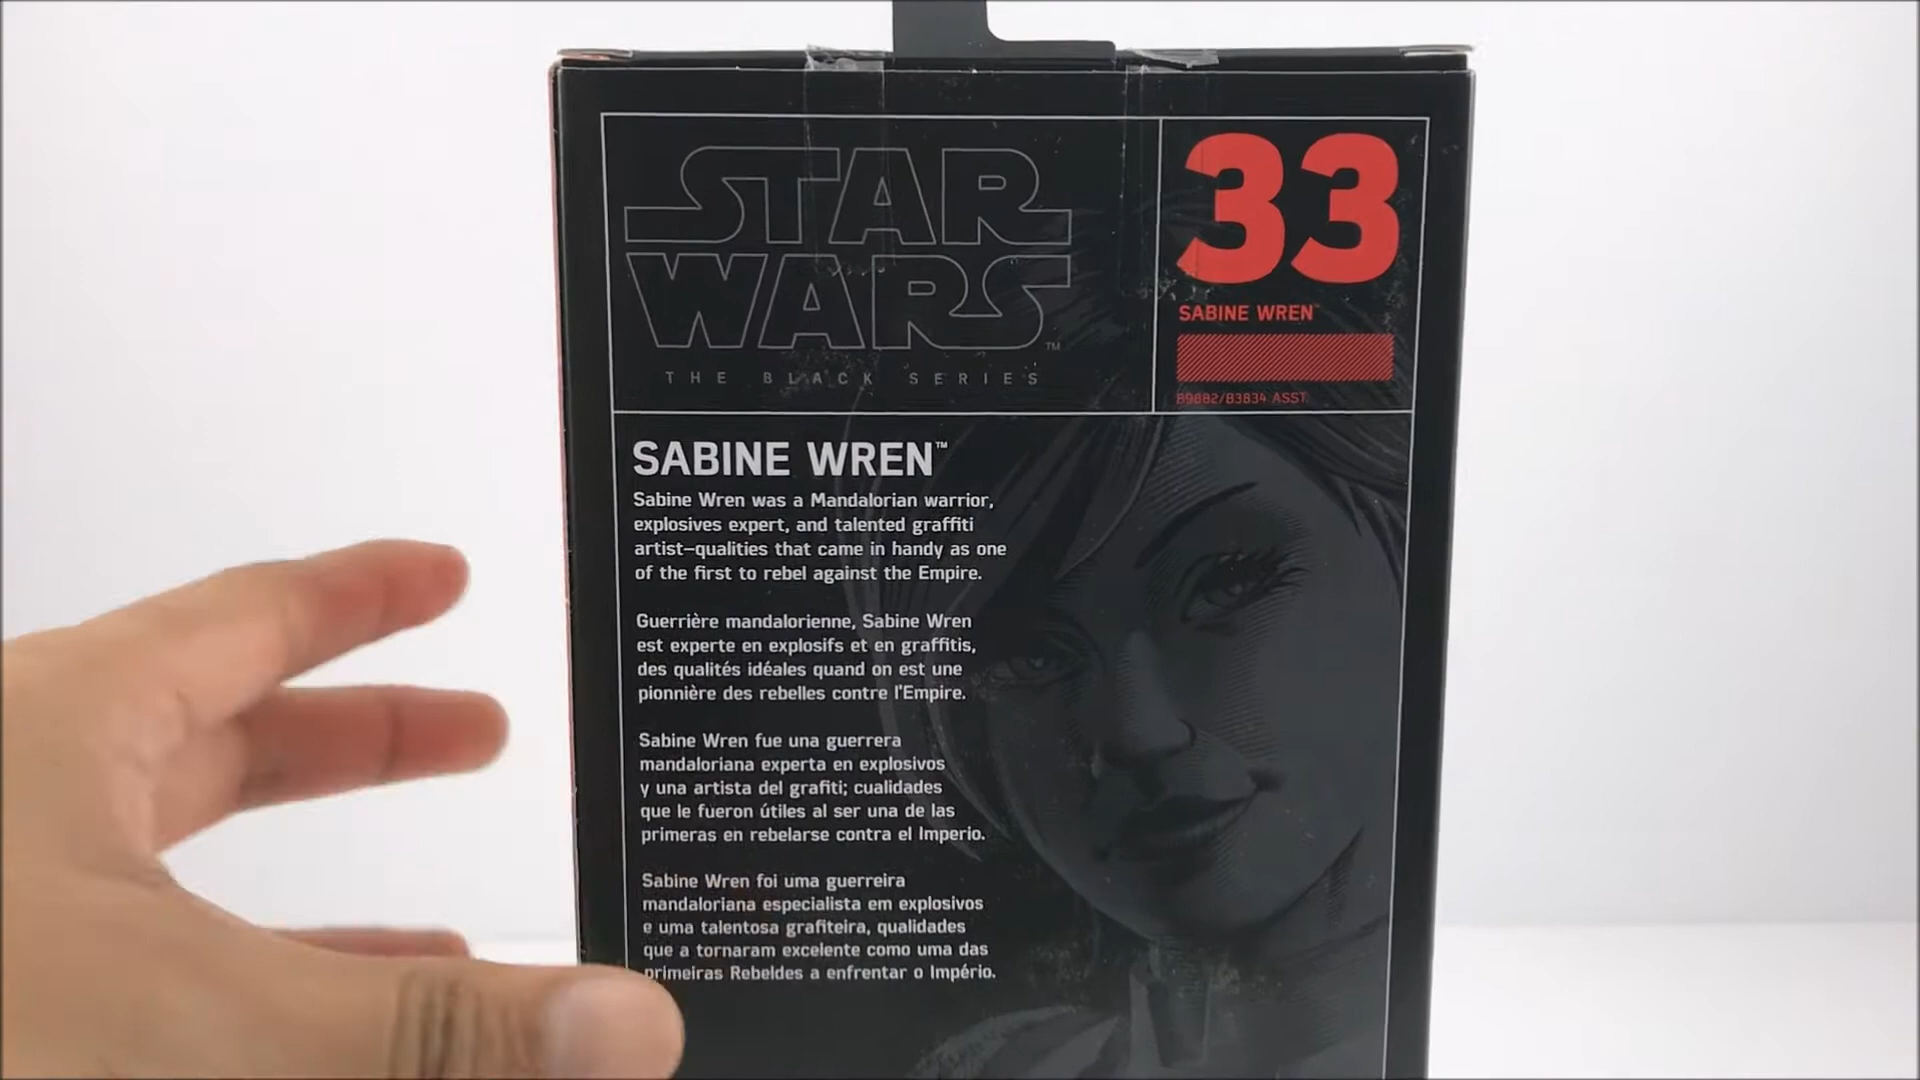 STAR
WARS™
THE BLACK SERIES
33
SABINE WREN™
B9882/B3834 ASST.
SABINE WREN™
Sabine Wren was a Mandalorian warrior,
explosives expert, and talented graffiti
artist–qualities that came in handy as one
of the first to rebel against the Empire.
Guerrière mandalorienne, Sabine Wren
est experte en explosifs et en graffitis,
des qualités idéales quand on est une
pionnière des rebelles contre l'Empire.
Sabine Wren fue una guerrera
mandaloriana experta en explosivos
y una artista del grafiti; cualidades
que le fueron útiles al ser una de las
primeras en rebelarse contra el Imperio.
Sabine Wren foi uma guerreira
mandaloriana especialista em explosivos
e uma talentosa grafiteira, qualidades
que a tornaram excelente como uma das
primeiras Rebeldes a enfrentar o Império.